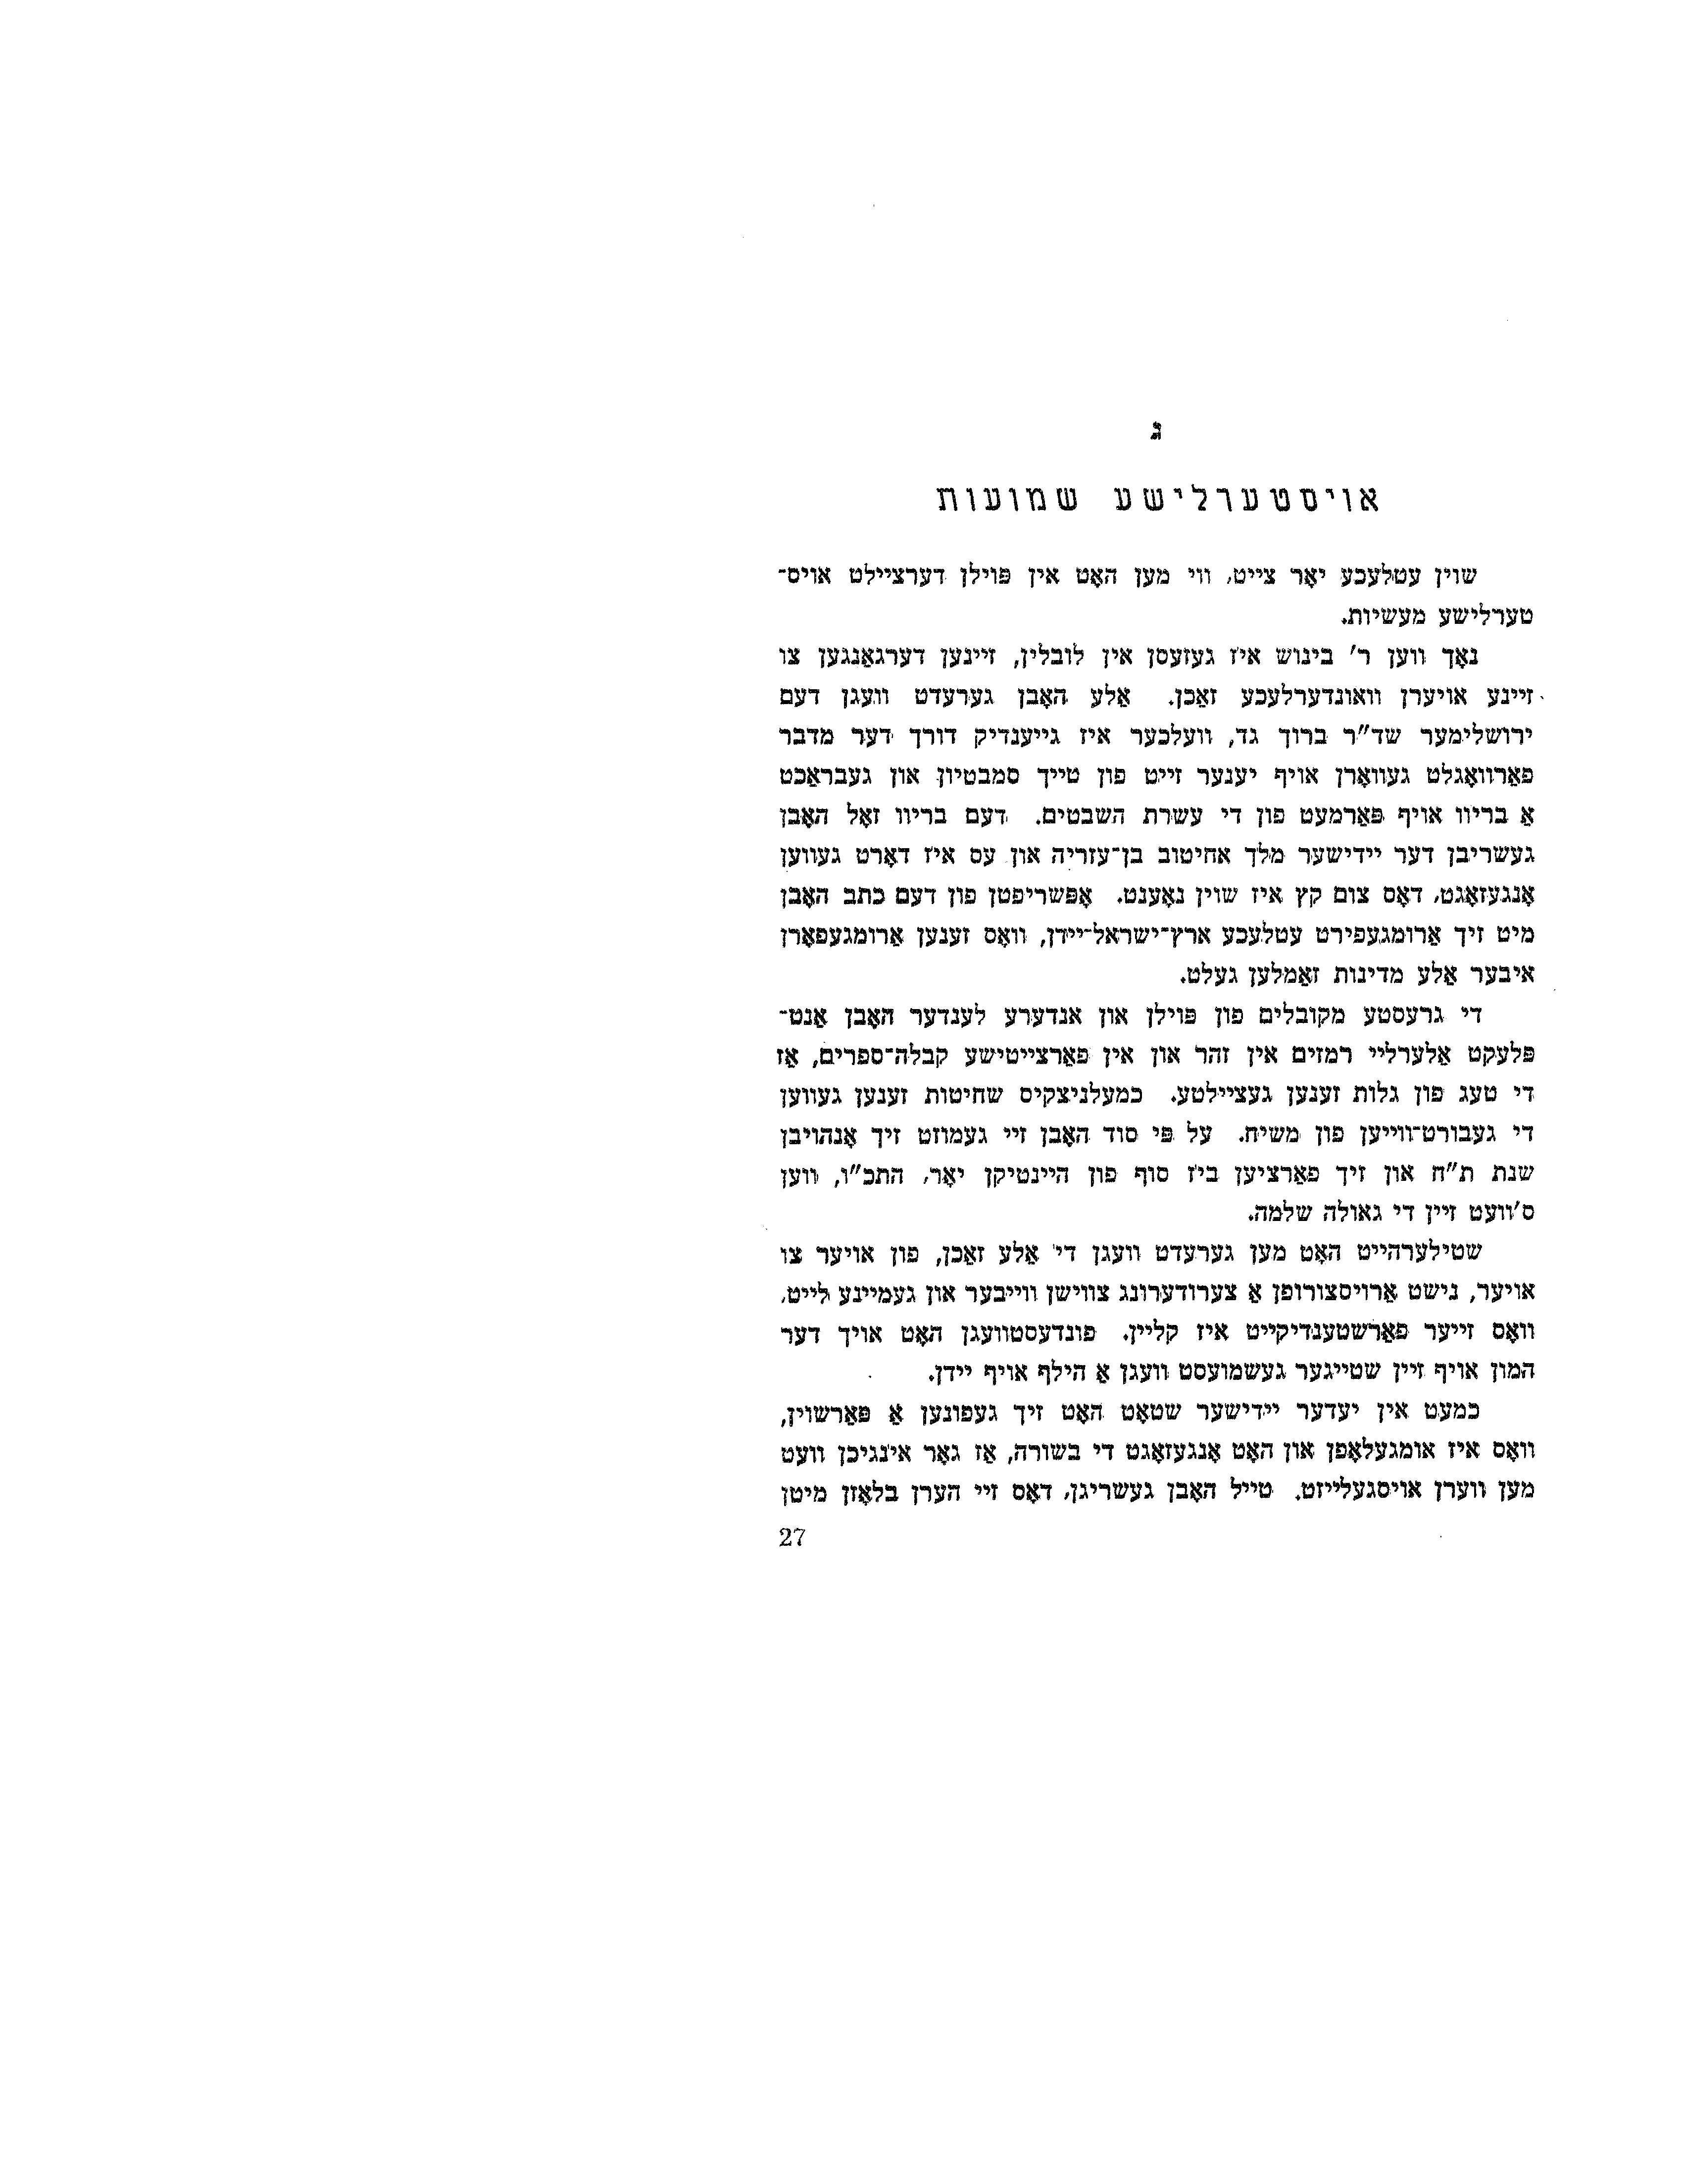 ג
אויסטערלישע שמועות
שוין עטלעכע יאָר צייט, ווי מען האָט אין פּוילן דערציילט אויס־
טערלישע מעשיות.
נאָך ווען ר' בינוש איז געזעסן אין לובלין, זיינען דערגאַנגען צו
זיינע אויערן וואונדערלעכע זאַכן. אַלע האָבן גערעדט וועגן דעם
ירושלימער שד"ר ברוך גד, וועלכער איז גייענדיק דורך דער מדבר
פאַרוואָגלט געוואָרן אויף יענער זייט פון טייך סמבטיון און געבראַכט
אַ בריוו אויף פּאַרמעט פון די עשרת השבטים. דעם בריוו זאָל האָבן
געשריבן דער יידישער מלך אחיטוב בן־עזריה און עס איז דאָרט געווען
אָנגעזאָגט, דאָס צום קץ איז שוין נאָענט. אָפּשריפטן פון דעם כתב האָבן
מיט זיך אַרומגעפירט עטלעכע ארץ־ישראל־יידן, וואָס זענען אַרומגעפאָרן
איבער אַלע מדינות זאַמלען געלט.
די גרעסטע מקובלים פון פּוילן און אנדערע לענדער האָבן אַנט־
פּלעקט אַלערליי רמזים אין זהר און אין פאַרצייטישע קבלה־ספרים, אַז
די טעג פון גלות זענען געציילטע. כמעלניצקיס שחיטות זענען געווען
די געבורט־ווייען פון משיח. על פּי סוד האָבן זיי געמוזט זיך אָנהויבן
שנת ת"ח און זיך פאַרציען ביז סוף פון היינטיקן יאָר, התכ"ו, ווען
ס'וועט זיין די גאולה שלמה.
שטילערהייט האָט מען גערעדט וועגן די אַלע זאַכן, פון אויער צו
אויער, נישט אַרויסצורופן אַ צערודערונג צווישן ווייבער און געמיינע לייט,
וואָס זייער פאַרשטענדיקייט איז קליין. פונדעסטוועגן האָט אויך דער
המון אויף זיין שטייגער געשמועסט וועגן אַ הילף אויף יידן.
כמעט אין יעדער יידישער שטאָט האָט זיך געפונען אַ פּאַרשוין,
וואָס איז אומגעלאָפן און האָט אָנגעזאָגט די בשורה, אַז גאָר אינגיכן וועט
מען ווערן אויסגעלייזט. טייל האָבן געשריגן, דאָס זיי הערן בלאָזן מיטן
27